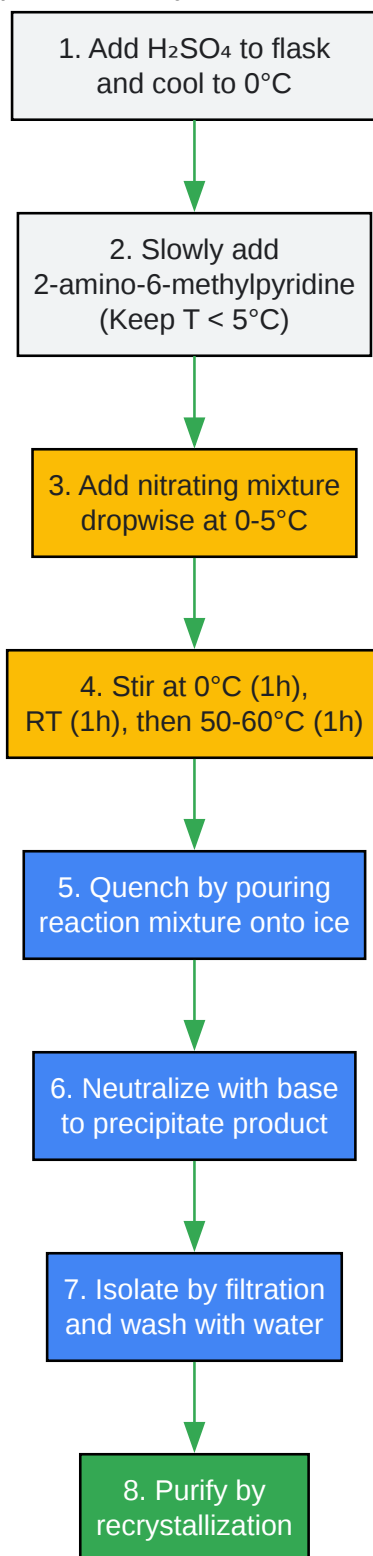 1. Add H₂SO₄ to flask
and cool to 0°C
2. Slowly add
2-amino-6-methylpyridine
(Keep T < 5°C)
3. Add nitrating mixture
dropwise at 0-5°C
4. Stir at 0°C (1h),
RT (1h), then 50-60°C (1h)
5. Quench by pouring
reaction mixture onto ice
6. Neutralize with base
to precipitate product
7. Isolate by filtration
and wash with water
8. Purify by
recrystallization